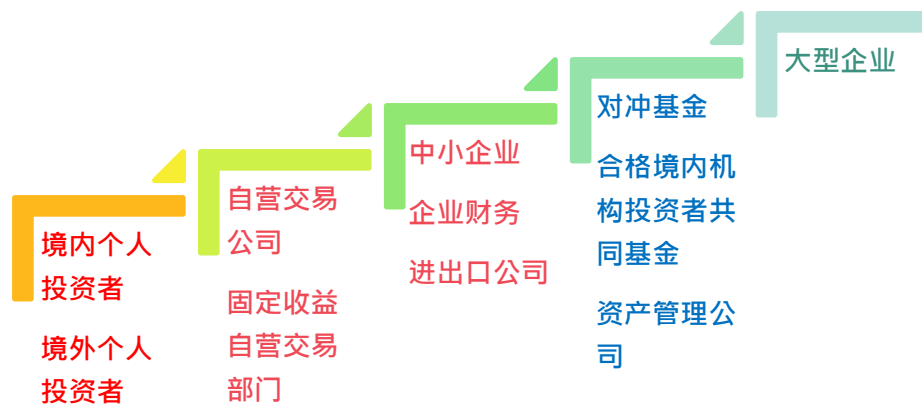 境内个人
投资者
境外个人
投资者
自营交易
公司
固定收益
自营交易
部门
中小企业
企业财务
进出口公司
对冲基金
合格境内机
构投资者共
同基金
资产管理公
司
大型企业